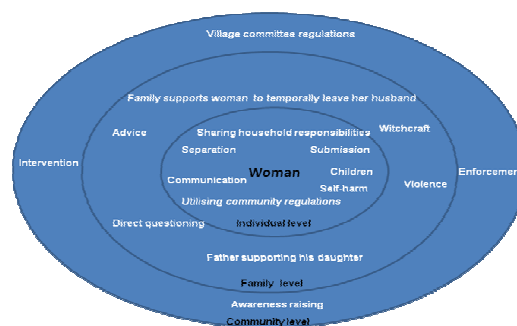 Village committee regulations
Family supports woman to temporally leave her husband
Advice
Sharing household responsibilities
Witchcraft
Separation
Submission
Intervention
Woman
Children
Enforcement
Communication
Self-harm
Violence
Utilising community regulations
Direct questioning
Individual level
Father supporting his daughter
Family level
Awareness raising
Community level